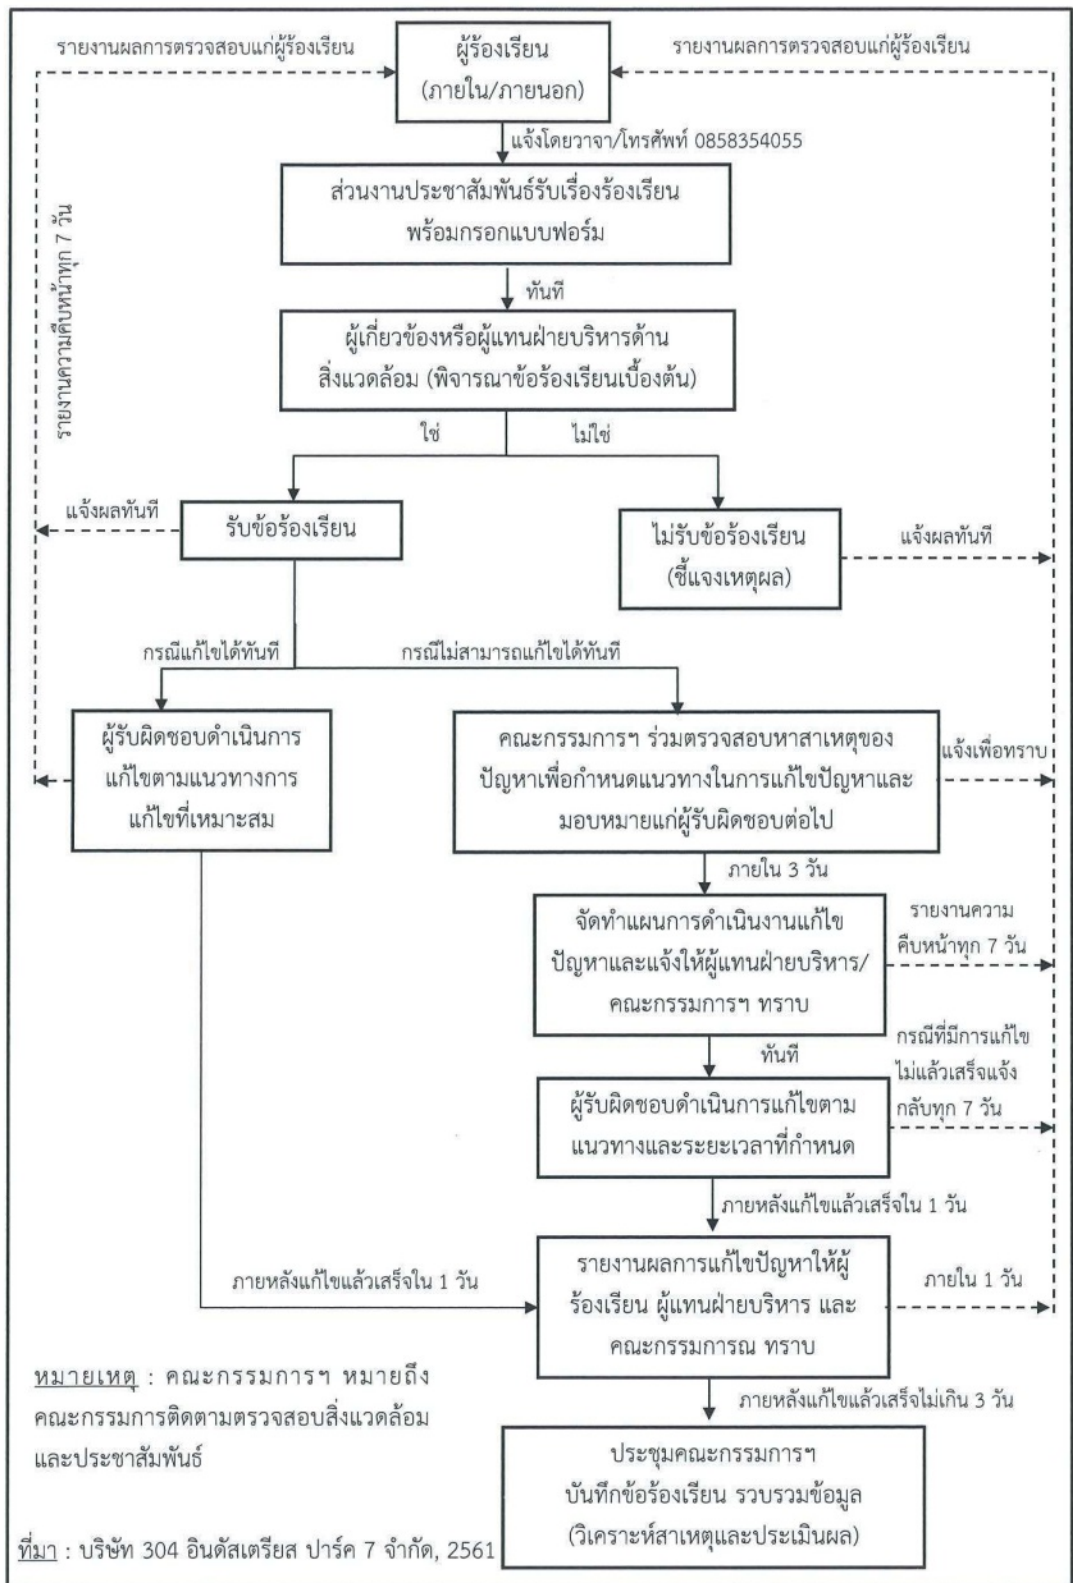 รายงานผลการตรวจสอบแก่ผู้ร้องเรียน
ผู้ร้องเรียน
(ภายใน/ภายนอก)
รายงานผลการตรวจสอบแก่ผู้ร้องเรียน
แจ้งโดยวาจา/โทรศัพท์ 0858354055
ส่วนงานประชาสัมพันธ์รับเรื่องร้องเรียน
พร้อมกรอกแบบฟอร์ม
รายงานความคืบหน้าทุก 7 วัน
ทันที
ผู้เกี่ยวข้องหรือผู้แทนฝ่ายบริหารด้าน
สิ่งแวดล้อม (พิจารณาข้อร้องเรียนเบื้องต้น)
ใช่
ไม่ใช่
แจ้งผลทันที
รับข้อร้องเรียน
ไม่รับข้อร้องเรียน
(ชี้แจงเหตุผล)
แจ้งผลทันที
กรณีแก้ไขได้ทันที
กรณีไม่สามารถแก้ไขได้ทันที
ผู้รับผิดชอบดำเนินการ
แก้ไขตามแนวทางการ
แก้ไขที่เหมาะสม
คณะกรรมการฯ ร่วมตรวจสอบหาสาเหตุของ
ปัญหาเพื่อกำหนดแนวทางในการแก้ไขปัญหาและ
มอบหมายแก่ผู้รับผิดชอบต่อไป
แจ้งเพื่อทราบ
ภายใน 3 วัน
จัดทำแผนการดำเนินงานแก้ไข
ปัญหาและแจ้งให้ผู้แทนฝ่ายบริหาร/
คณะกรรมการฯ ทราบ
รายงานความ
คืบหน้าทุก 7 วัน
ทันที
กรณีที่มีการแก้ไข
ไม่แล้วเสร็จแจ้ง
กลับทุก 7 วัน
ผู้รับผิดชอบดำเนินการแก้ไขตาม
แนวทางและระยะเวลาที่กำหนด
ภายหลังแก้ไขแล้วเสร็จใน 1 วัน
ภายหลังแก้ไขแล้วเสร็จใน 1 วัน
รายงานผลการแก้ไขปัญหาให้ผู้
ร้องเรียน ผู้แทนฝ่ายบริหาร และ
คณะกรรมการณ ทราบ
ภายใน 1 วัน
ภายหลังแก้ไขแล้วเสร็จไม่เกิน 3 วัน
หมายเหตุ : คณะกรรมการฯ หมายถึง
คณะกรรมการติดตามตรวจสอบสิ่งแวดล้อม
และประชาสัมพันธ์
ประชุมคณะกรรมการฯ
บันทึกข้อร้องเรียน รวบรวมข้อมูล
(วิเคราะห์สาเหตุและประเมินผล)
ที่มา : บริษัท 304 อินดัสเตรียส ปาร์ค 7 จำกัด, 2561